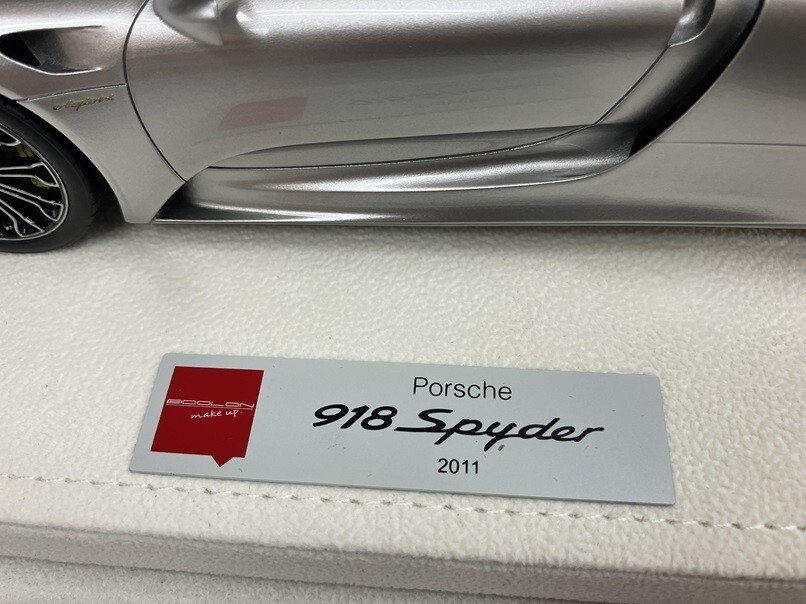 EIDOLON
make up.
Porsche
918 Spyder
2011